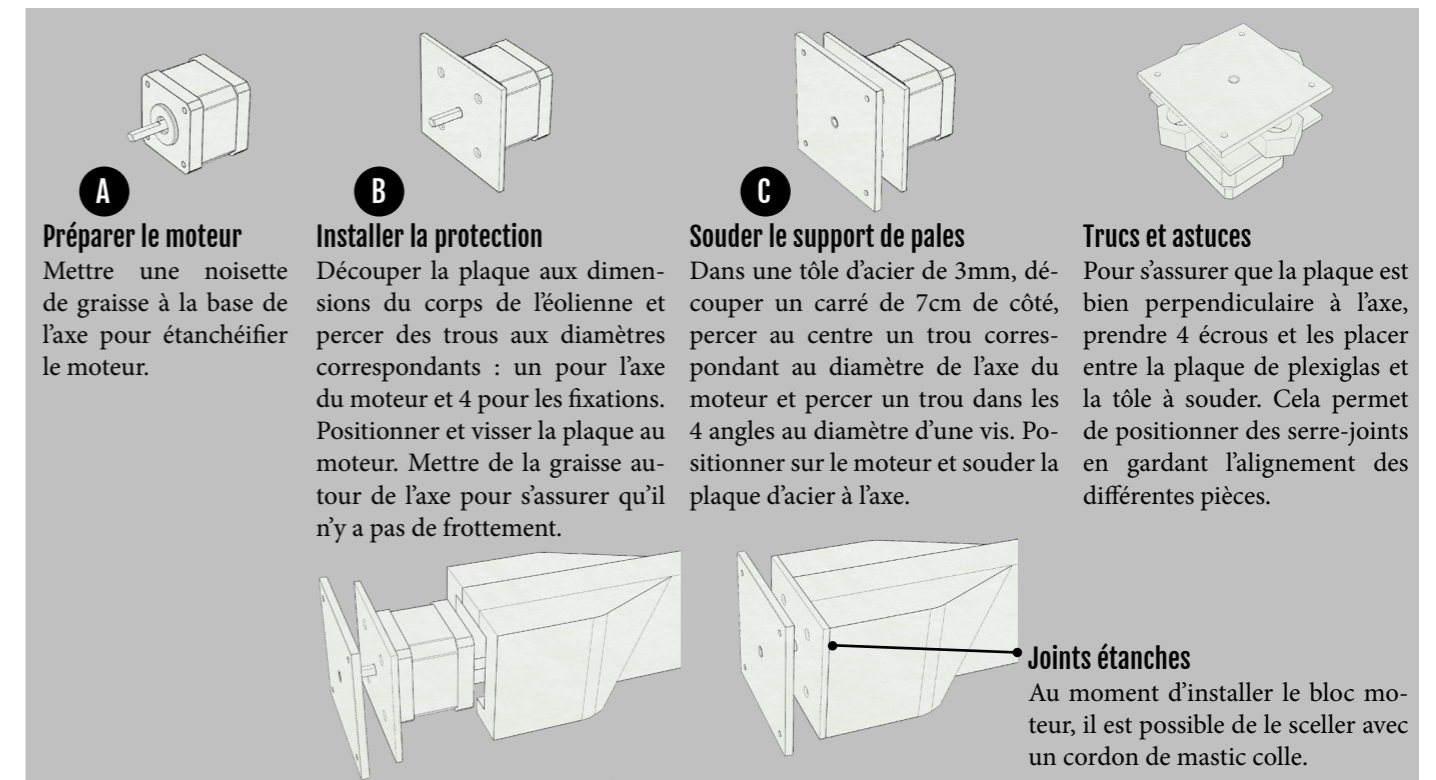 A
Préparer le moteur
Mettre une noisette
de graisse à la base de
l'axe pour étanchéifier
le moteur.
B
Installer la protection
Découper la plaque aux dimen-
sions du corps de l'éolienne et
percer des trous aux diamètres
correspondants : un pour l'axe
du moteur et 4 pour les fixations.
Positionner et visser la plaque au
moteur. Mettre de la graisse au-
tour de l'axe pour s'assurer qu'il
n'y a pas de frottement.
C
Souder le support de pales
Dans une tôle d'acier de 3mm, dé-
couper un carré de 7cm de côté,
percer au centre un trou corres-
pondant au diamètre de l'axe du
moteur et percer un trou dans les
4 angles au diamètre d'une vis. Po-
sitionner sur le moteur et souder la
plaque d'acier à l'axe.
Trucs et astuces
Pour s'assurer que la plaque est
bien perpendiculaire à l'axe,
prendre 4 écrous et les placer
entre la plaque de plexiglas et
la tôle à souder. Cela permet
de positionner des serre-joints
en gardant l'alignement des
différentes pièces.
Joints étanches
Au moment d'installer le bloc mo-
teur, il est possible de le sceller avec
un cordon de mastic colle.